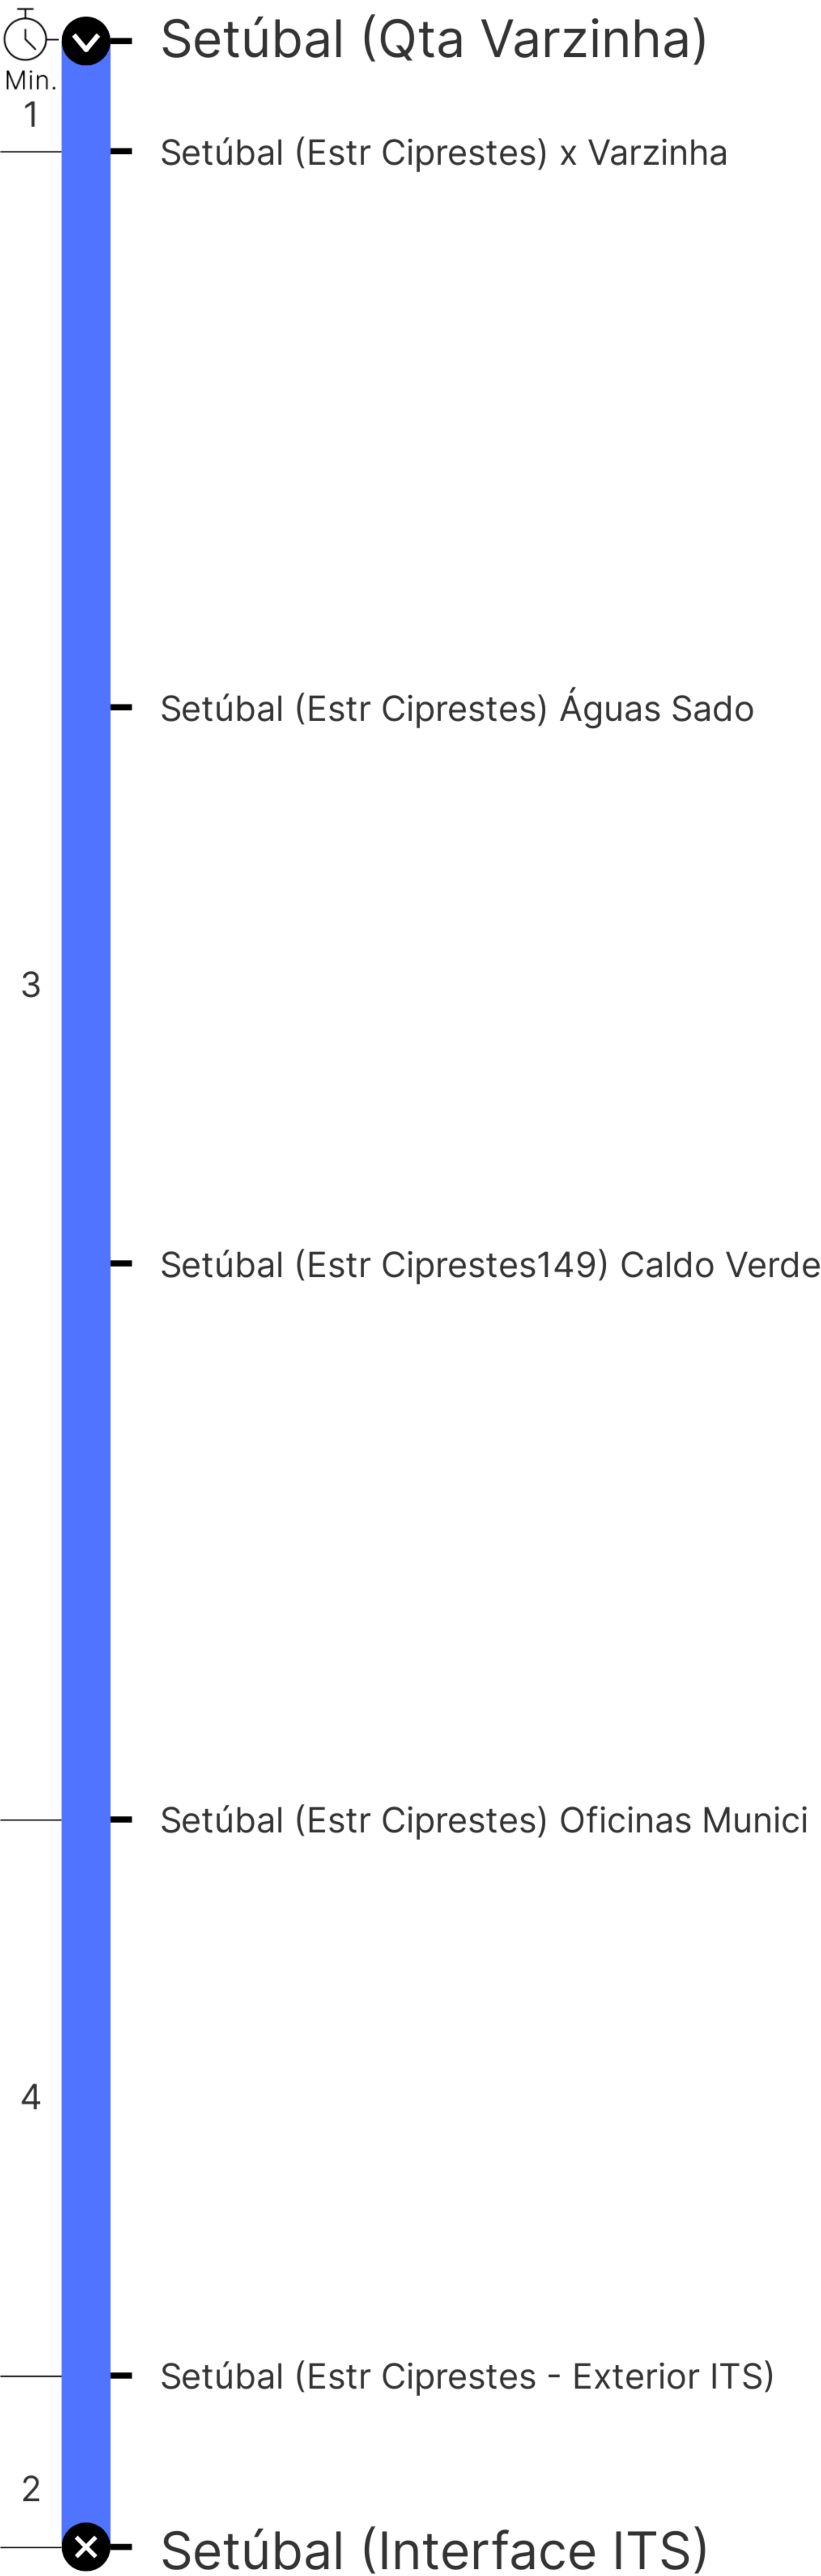 Setúbal (Qta Varzinha)
Min.
1
Setúbal (Estr Ciprestes) x Varzinha
Setúbal (Estr Ciprestes) Águas Sado
3
Setúbal (Estr Ciprestes149) Caldo Verde
Setúbal (Estr Ciprestes) Oficinas Munici
4
Setúbal (Estr Ciprestes - Exterior ITS)
2
Setúbal (Interface ITS)